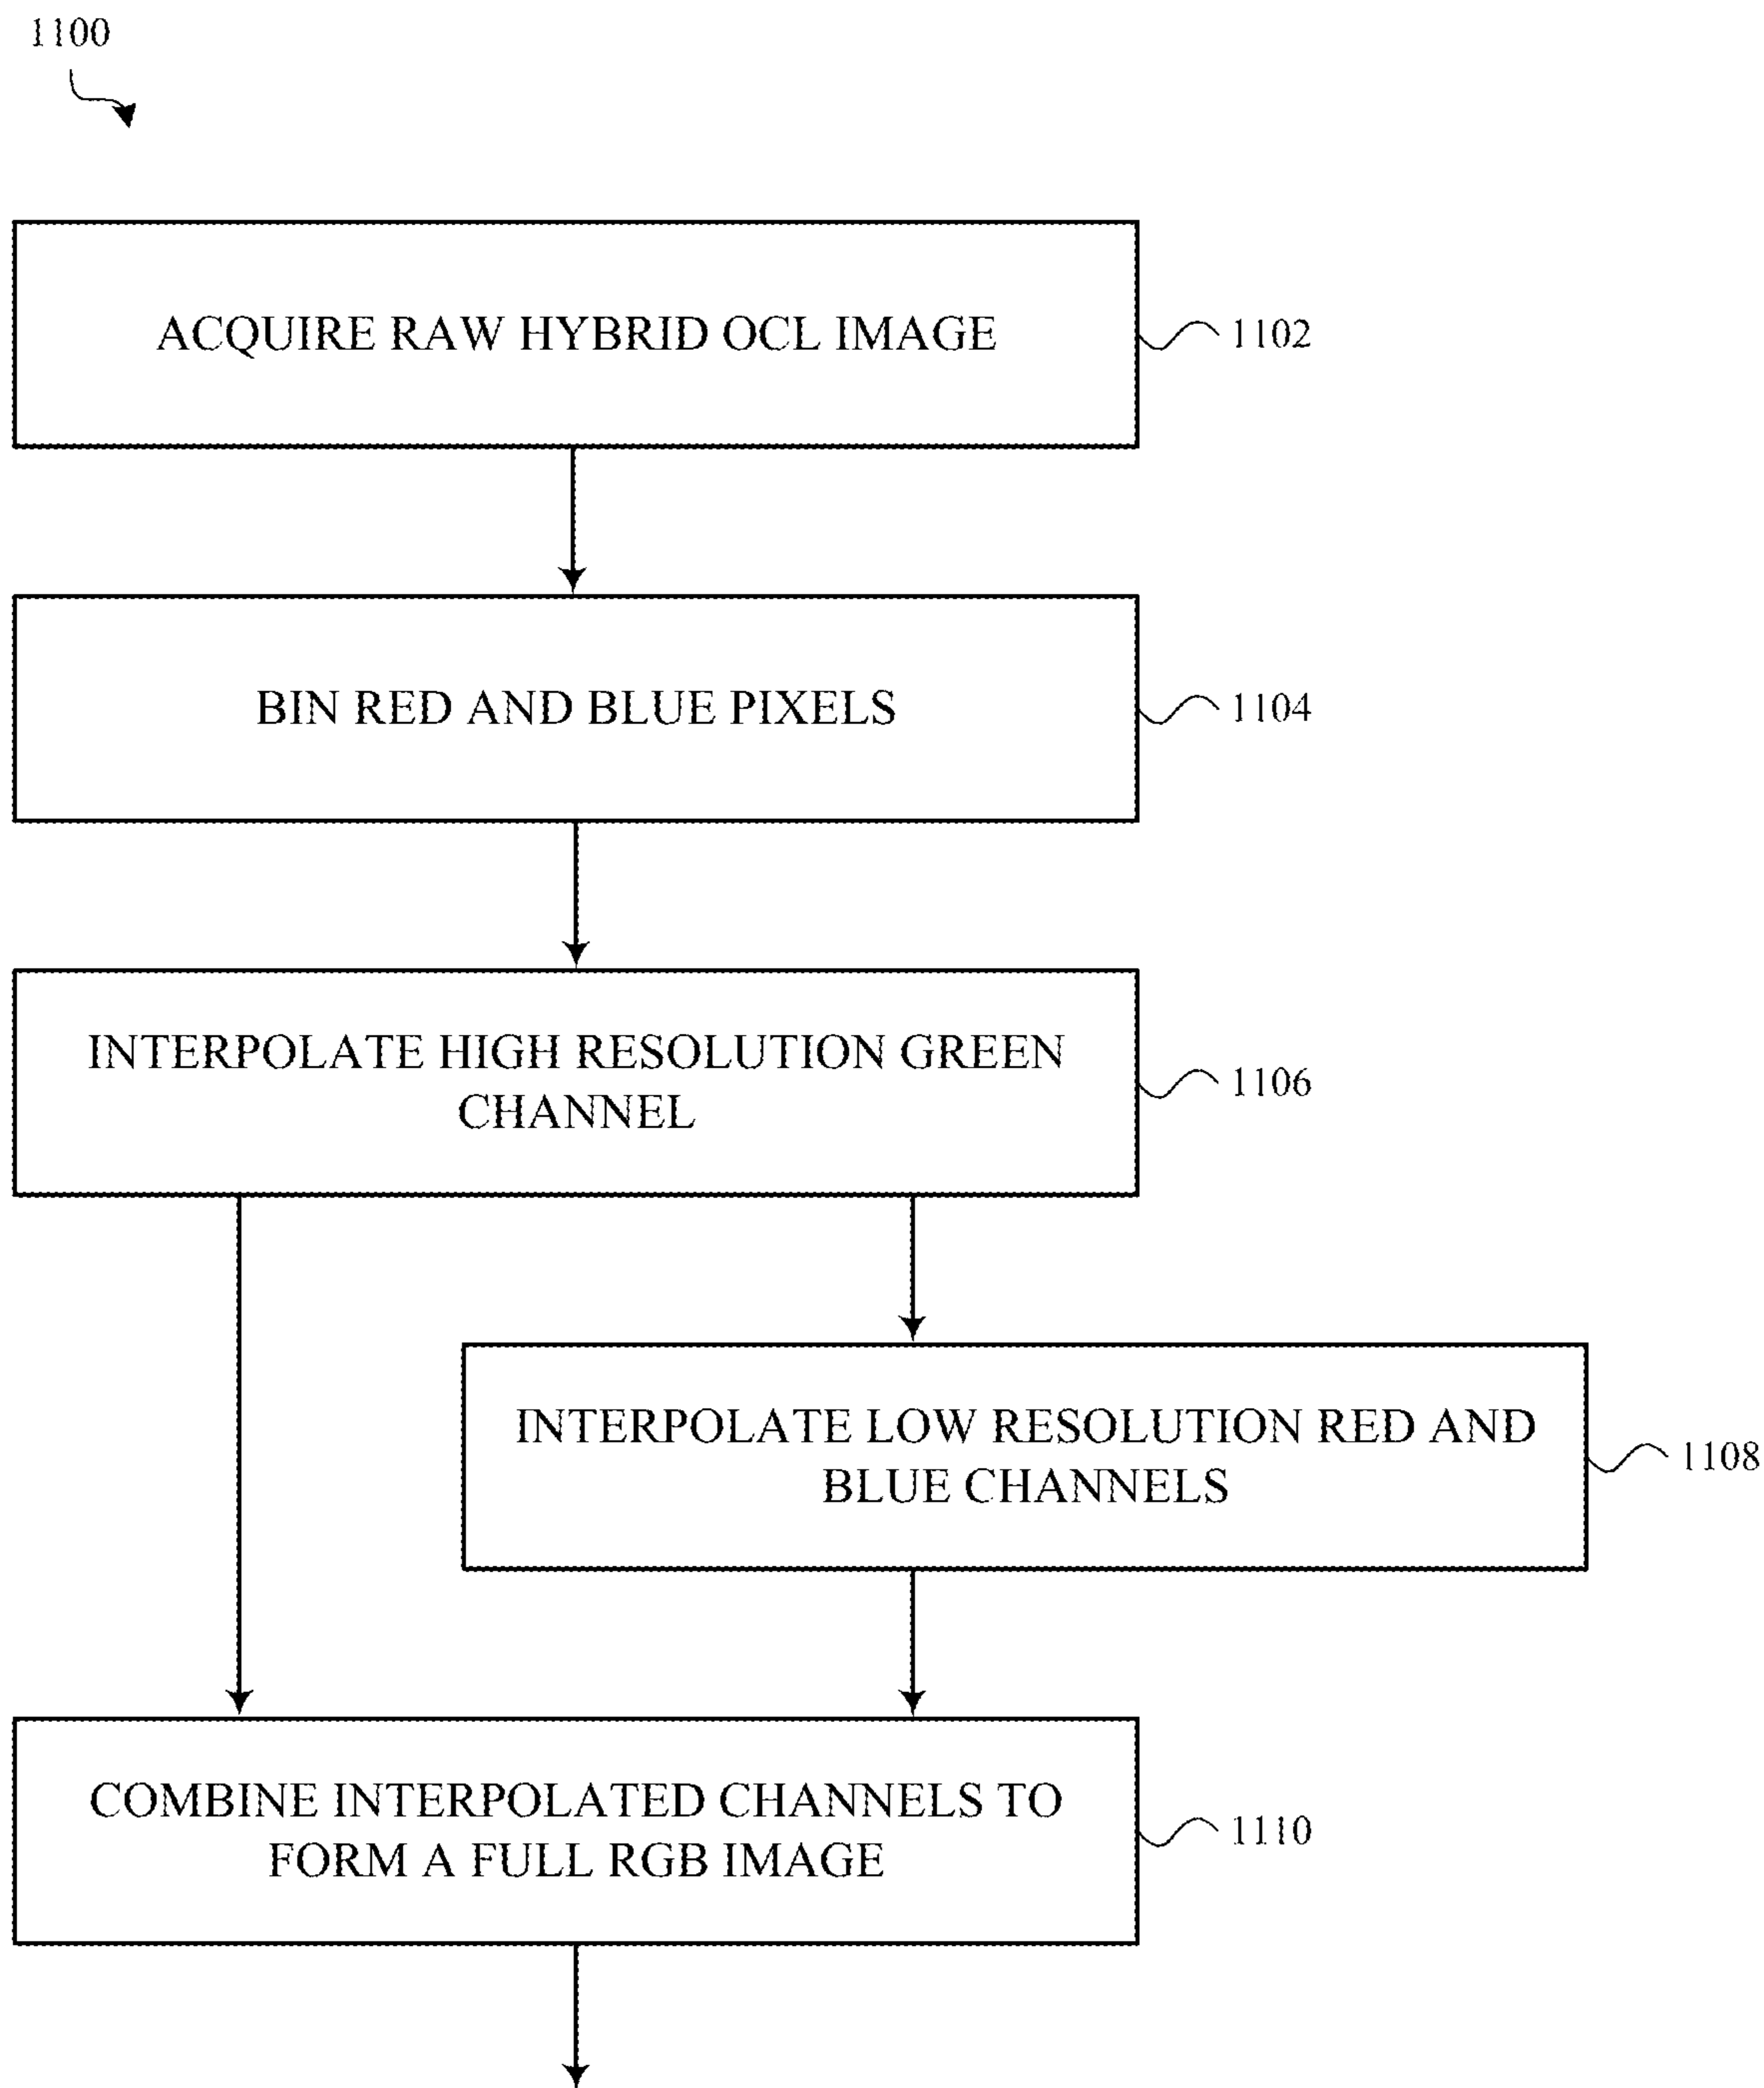 1100
ACQUIRE RAW HYBRID OCL IMAGE
1102
BIN RED AND BLUE PIXELS
1104
INTERPOLATE HIGH RESOLUTION GREEN
CHANNEL
1106
INTERPOLATE LOW RESOLUTION RED AND
BLUE CHANNELS
1108
COMBINE INTERPOLATED CHANNELS TO
FORM A FULL RGB IMAGE
1110